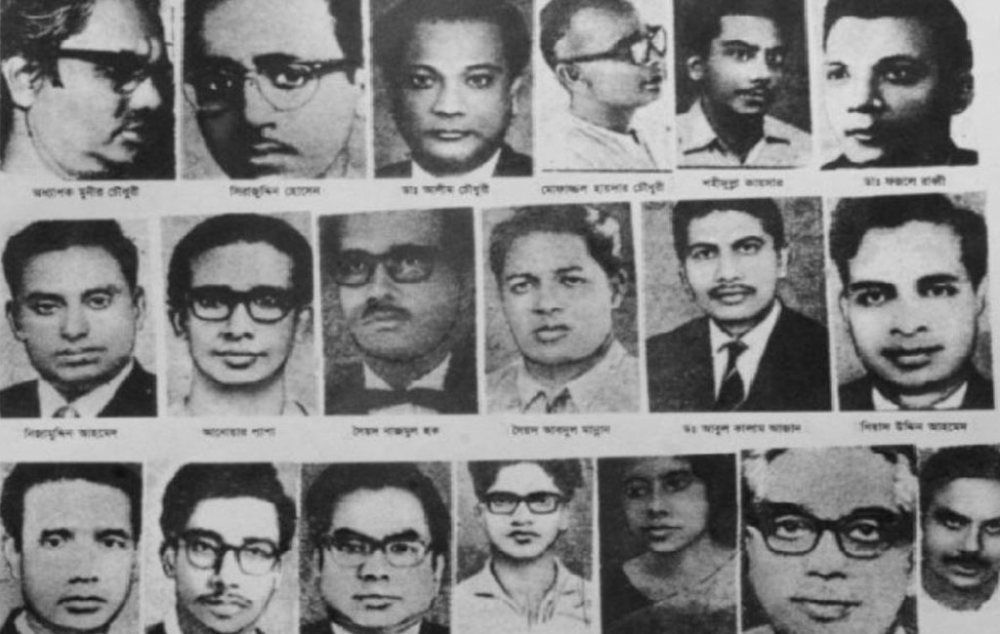 অধ্যাপক মুনীর চৌধুরী
সিরাজুদ্দিন হোসেন
ডাঃ আলীম চৌধুরী
মোফাজ্জল হায়দার চৌধুরী
শহীদুল্লা কায়সার
ডাঃ ফজলে রাব্বী
নিজামুদ্দিন আহমেদ
আনোয়ার পাশা
সৈয়দ নাজমুল হক
সৈয়দ আবদুল মান্নান
ডঃ আবুল কালাম আজাদ
গিয়াস উদ্দিন আহমেদ